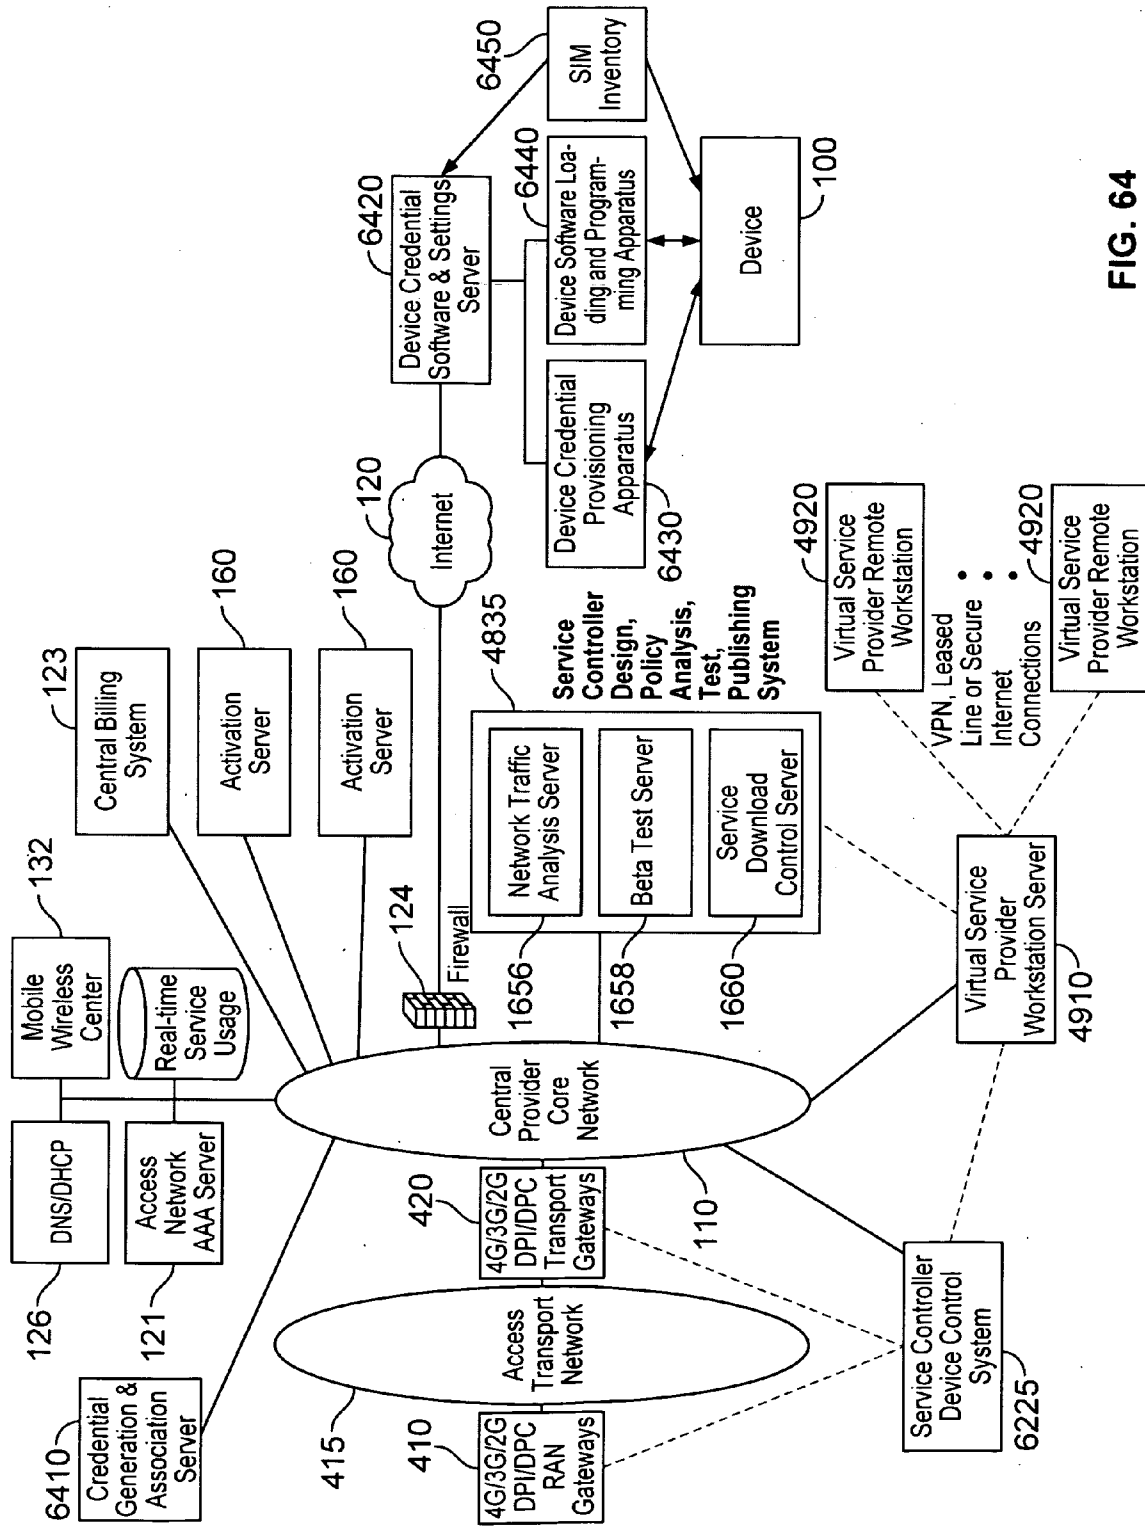 6410
Credential
Generation &
Association
Server
126
DNS/DHCP
Mobile
Wireless
Center
132
121
Access
Network
AAA Server
Real-time
Service
Usage
Central Billing
System
123
Activation
Server
160
Activation
Server
160
415
410
4G/3G/2G
DPI/DPC
RAN
Gateways
Access
Transport
Network
420
4G/3G/2G
DPI/DPC
Transport
Gateways
110
Central
Provider
Core
Network
124
Firewall
Internet
120
Device Credential
Software & Settings
Server
6420
1656
Network Traffic
Analysis Server
1658
Beta Test Server
1660
Service
Download
Control Server
4835
Service
Controller
Design,
Policy
Analysis,
Test,
Publishing
System
Device Credential
Provisioning
Apparatus
6430
Device Software Loa-
ding and Program-
ming Apparatus
6440
SIM
Inventory
6450
Device
100
6225
Service Controller
Device Control
System
4910
Virtual Service
Provider
Workstation Server
Virtual Service
Provider Remote
Workstation
4920
VPN, Leased
Line or Secure
Internet
Connections
Virtual Service
Provider Remote
Workstation
4920
FIG. 64